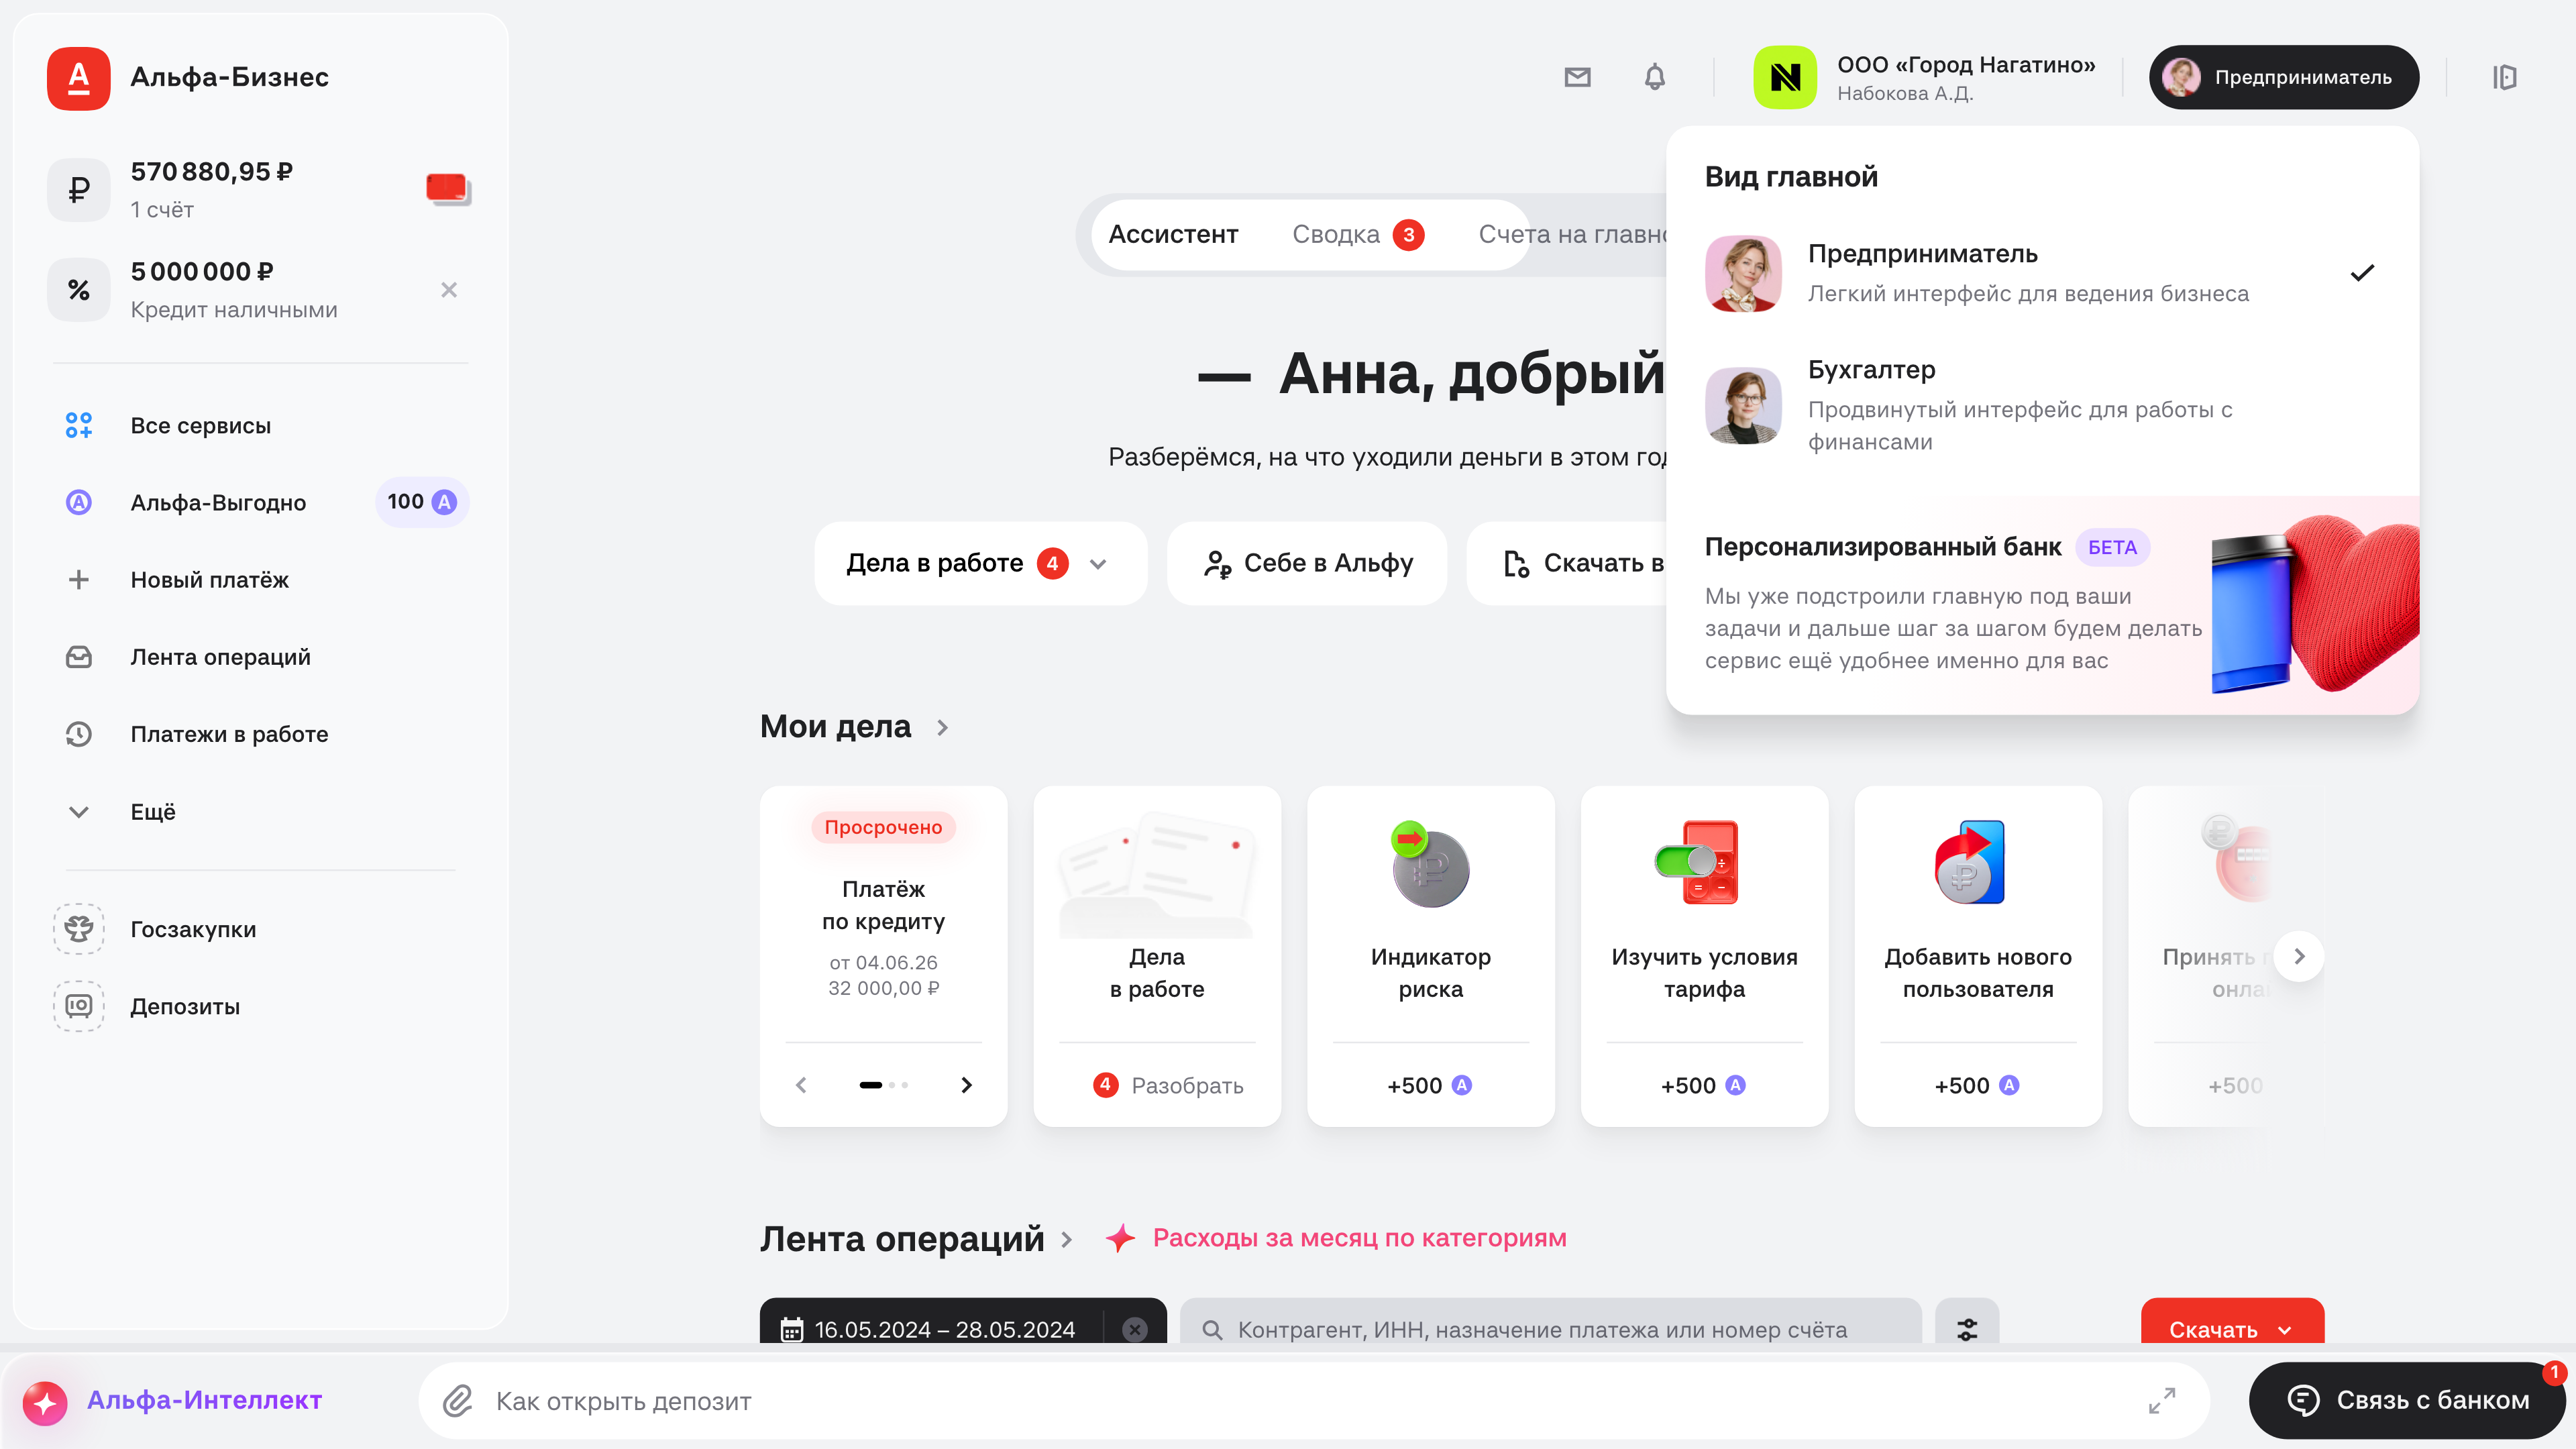 Альфа-Бизнес
570 880,95 ₽
1 счёт
5 000 000 ₽
Кредит наличными
Все сервисы
Альфа-Выгодно
100
Новый платёж
Лента операций
Платежи в работе
Ещё
Госзакупки
Депозиты
ООО «Город Нагатино»
Набокова А.Д.
Предприниматель
Ассистент
Сводка 3
Счета на главн
Вид главной
Предприниматель
Легкий интерфейс для ведения бизнеса
Бухгалтер
Продвинутый интерфейс для работы с
финансами
Персонализированный банк БЕТА
Мы уже подстроили главную под ваши
задачи и дальше шаг за шагом будем делать
сервис ещё удобнее именно для вас
— Анна, добрый
Разберёмся, на что уходили деньги в этом го
Дела в работе 4
Себе в Альфу
Скачать в
Мои дела
Просрочено
Платёж
по кредиту
от 04.06.26
32 000,00 ₽
Дела
в работе
4 Разобрать
Индикатор
риска
+500
Изучить условия
тарифа
+500
Добавить нового
пользователя
+500
Принять
онла
+500
Лента операций
Расходы за месяц по категориям
16.05.2024 – 28.05.2024
Контрагент, ИНН, назначение платежа или номер счёта
Скачать
Альфа-Интеллект
Как открыть депозит
Связь с банком
1